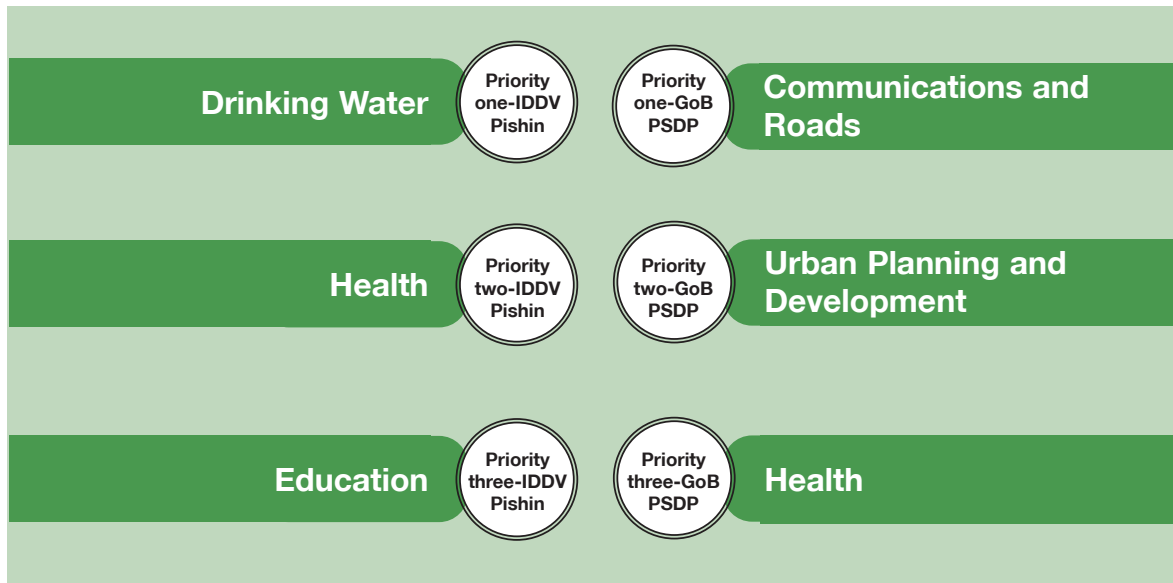 Drinking Water
Priority
one-IDDV
Pishin
Priority
one-GoB
PSDP
Communications and
Roads
Health
Priority
two-IDDV
Pishin
Priority
two-GoB
PSDP
Urban Planning and
Development
Education
Priority
three-IDDV
Pishin
Priority
three-GoB
PSDP
Health